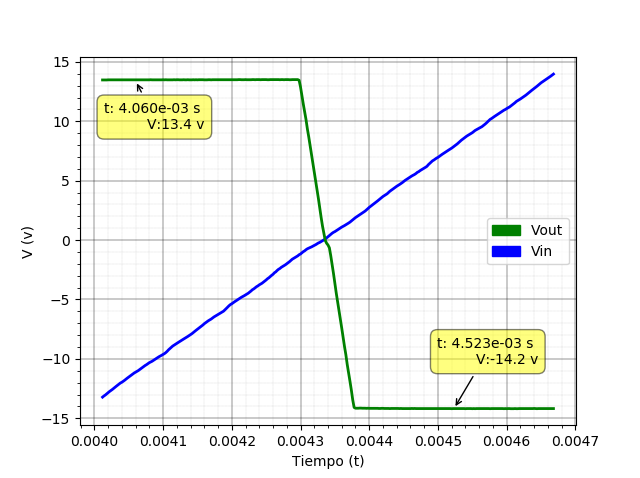 15
10
5
0
−5
−10
−15
V (v)
t: 4.060e-03 s
V:13.4 v
Vout
Vin
t: 4.523e-03 s
V:-14.2 v
0.0040 0.0041 0.0042 0.0043 0.0044 0.0045 0.0046 0.0047
Tiempo (t)